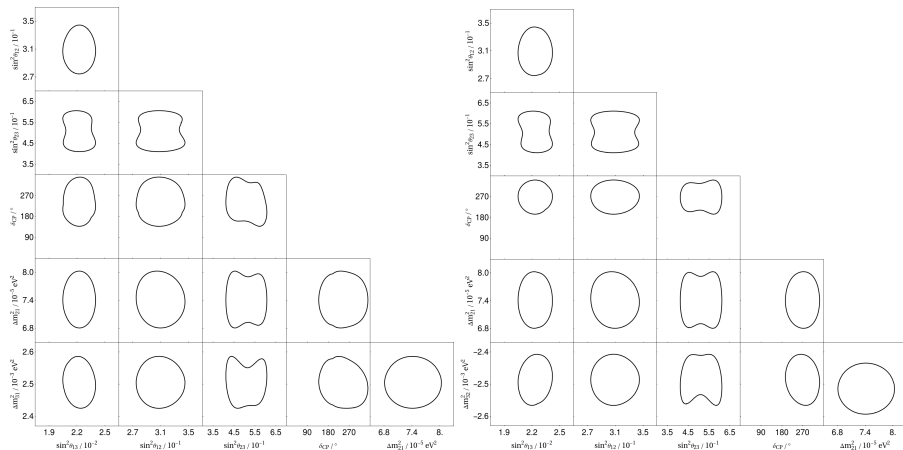 3.5
3.1
2.7
sin²θ₁₂ / 10⁻¹
6.5
5.5
4.5
3.5
sin²θ₂₃ / 10⁻¹
270
180
90
δCP / °
8.0
7.4
6.8
Δm²₂₁ / 10⁻⁵ eV²
2.6
2.5
2.4
Δm²₃₁ / 10⁻³ eV²
1.9 2.2 2.5
sin²θ₁₃ / 10⁻²
2.7 3.1 3.5
sin²θ₁₂ / 10⁻¹
3.5 4.5 5.5 6.5
sin²θ₂₃ / 10⁻¹
90 180 270
δCP / °
6.8 7.4 8.
Δm²₂₁ / 10⁻⁵ eV²
3.5
3.1
2.7
sin²θ₁₂ / 10⁻¹
6.5
5.5
4.5
3.5
sin²θ₂₃ / 10⁻¹
270
180
90
δCP / °
8.0
7.4
6.8
Δm²₂₁ / 10⁻⁵ eV²
−2.4
−2.5
−2.6
Δm²₃₂ / 10⁻³ eV²
1.9 2.2 2.5
sin²θ₁₃ / 10⁻²
2.7 3.1 3.5
sin²θ₁₂ / 10⁻¹
3.5 4.5 5.5 6.5
sin²θ₂₃ / 10⁻¹
90 180 270
δCP / °
6.8 7.4 8.
Δm²₂₁ / 10⁻⁵ eV²